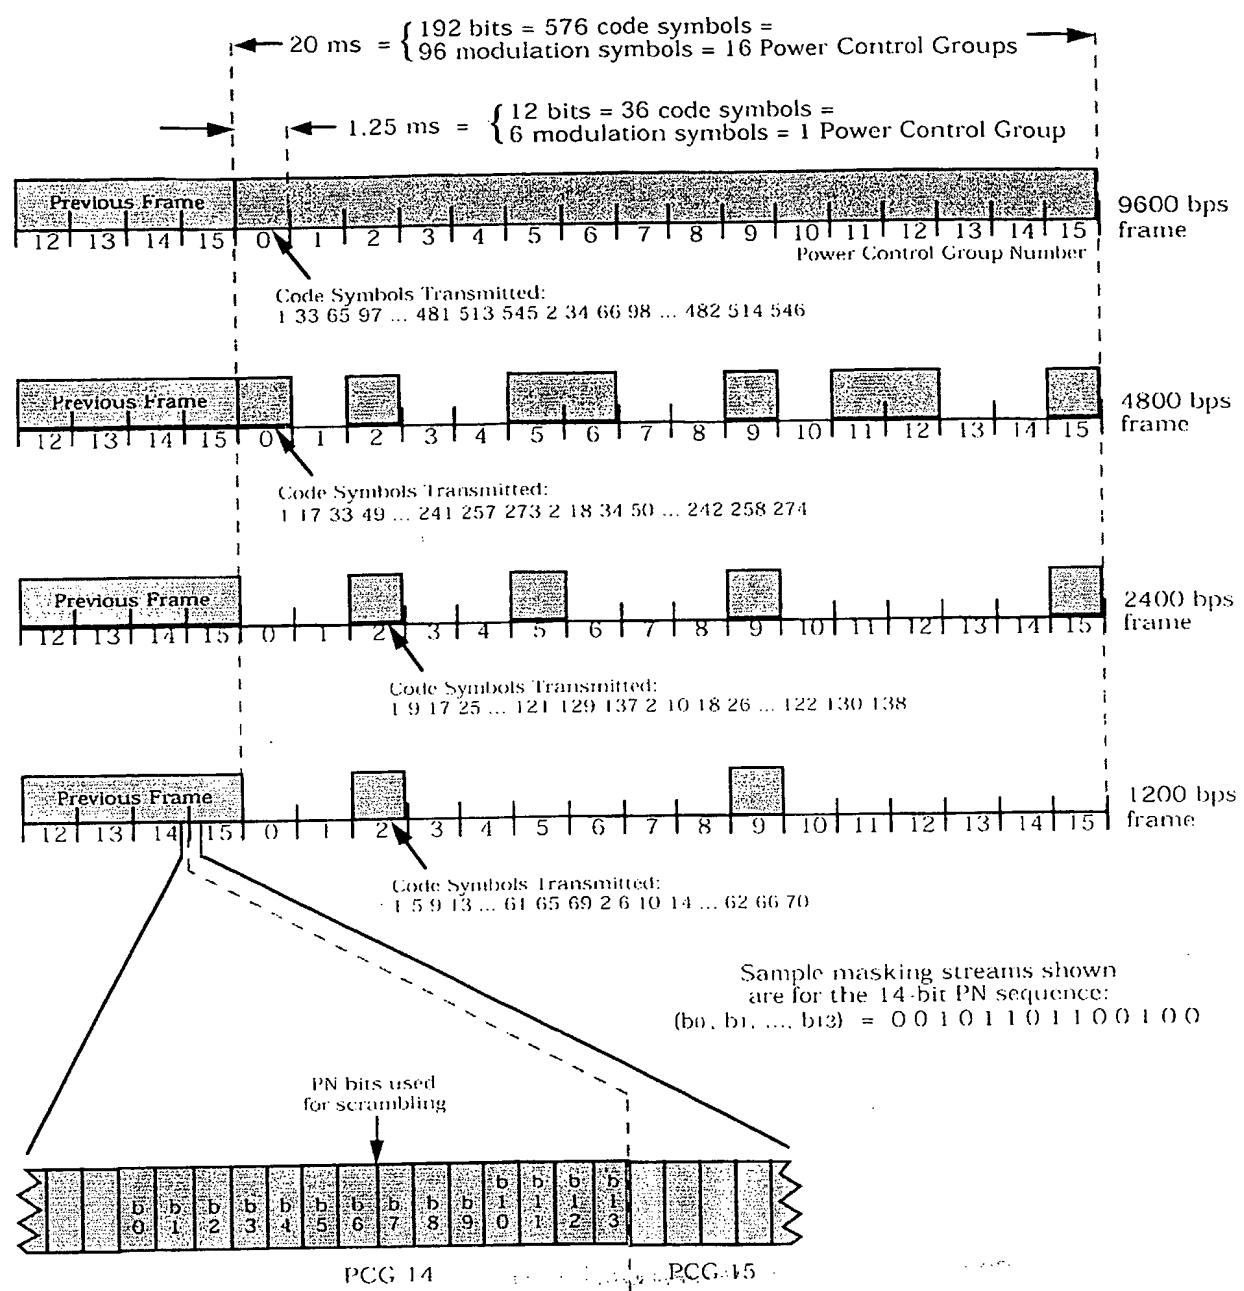 20 ms = { 192 bits = 576 code symbols =
96 modulation symbols = 16 Power Control Groups
1.25 ms = { 12 bits = 36 code symbols =
6 modulation symbols = 1 Power Control Group
Previous Frame
12 13 14 15 0 1 2 3 4 5 6 7 8 9 10 11 12 13 14 15
9600 bps
frame
Power Control Group Number
Code Symbols Transmitted:
1 33 65 97 ... 481 513 545 2 34 66 98 ... 482 514 546
Previous Frame
12 13 14 15 0 1 2 3 4 5 6 7 8 9 10 11 12 13 14 15
4800 bps
frame
Code Symbols Transmitted:
1 17 33 49 ... 241 257 273 2 18 34 50 ... 242 258 274
Previous Frame
12 13 14 15 0 1 2 3 4 5 6 7 8 9 10 11 12 13 14 15
2400 bps
frame
Code Symbols Transmitted:
1 9 17 25 ... 121 129 137 2 10 18 26 ... 122 130 138
Previous Frame
12 13 14 15 0 1 2 3 4 5 6 7 8 9 10 11 12 13 14 15
1200 bps
frame
Code Symbols Transmitted:
1 5 9 13 ... 61 65 69 2 6 10 14 ... 62 66 70
Sample masking streams shown
are for the 14-bit PN sequence:
(b0, b1, ..., b13) = 0 0 1 0 1 1 0 1 1 0 0 1 0 0
PN bits used
for scrambling
b0 b1 b2 b3 b4 b5 b6 b7 b8 b9 b10 b11 b12 b13
PCG 14 PCG 15